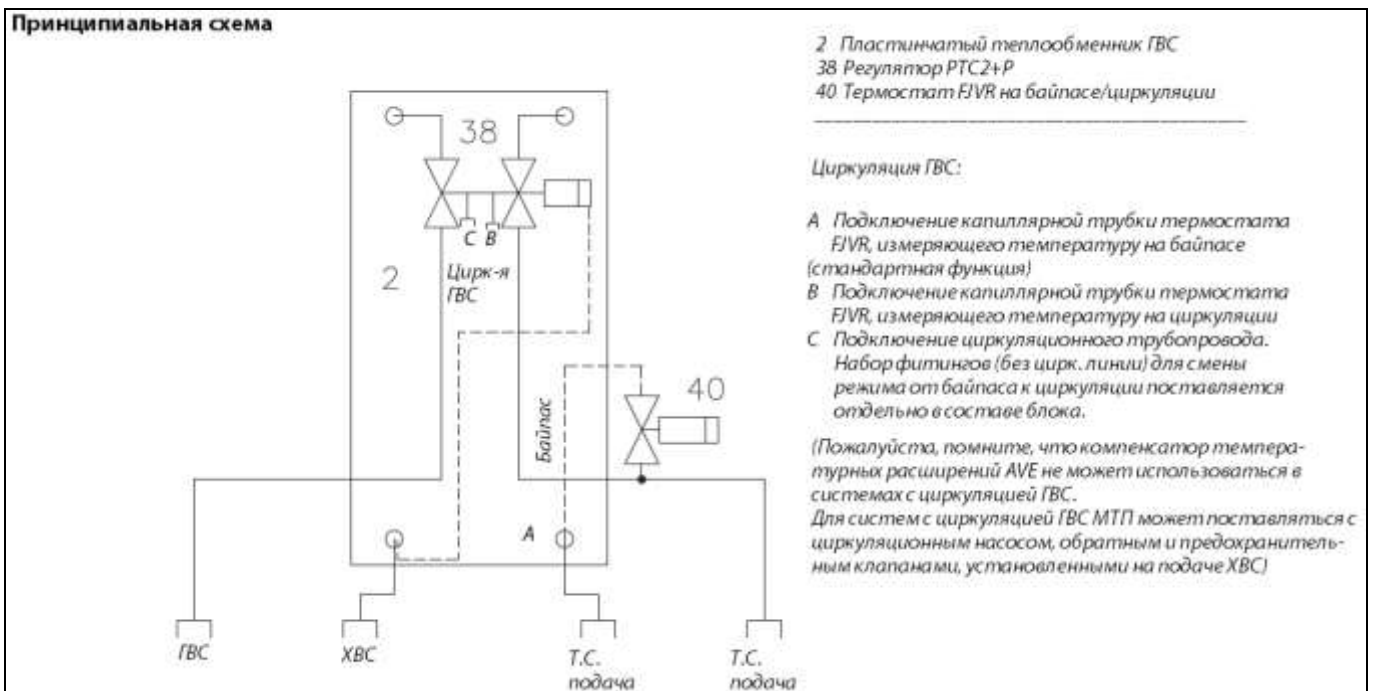 Принципиальная схема
2 Пластинчатый теплообменник ГВС
38 Регулятор РТС2+Р
40 Термостат FJVR на байпасе/циркуляции
Циркуляция ГВС:
A Подключение капиллярной трубки термостата
FJVR, измеряющего температуру на байпасе
(стандартная функция)
B Подключение капиллярной трубки термостата
FJVR, измеряющего температуру на циркуляции
C Подключение циркуляционного трубопровода.
Набор фитингов (без цирк. линии) для смены
режима от байпаса к циркуляции поставляется
отдельно в составе блока.
(Пожалуйста, помните, что компенсатор темпера-
турных расширений AVE не может использоваться в
системах с циркуляцией ГВС.
Для систем с циркуляцией ГВС МТП может поставляться с
циркуляционным насосом, обратным и предохранитель-
ным клапанами, установленными на подаче ХВС)
38
C B
2
Цирк-я
ГВС
40
Байпас
A
ГВС
ХВС
Т.С.
подача
Т.С.
подача